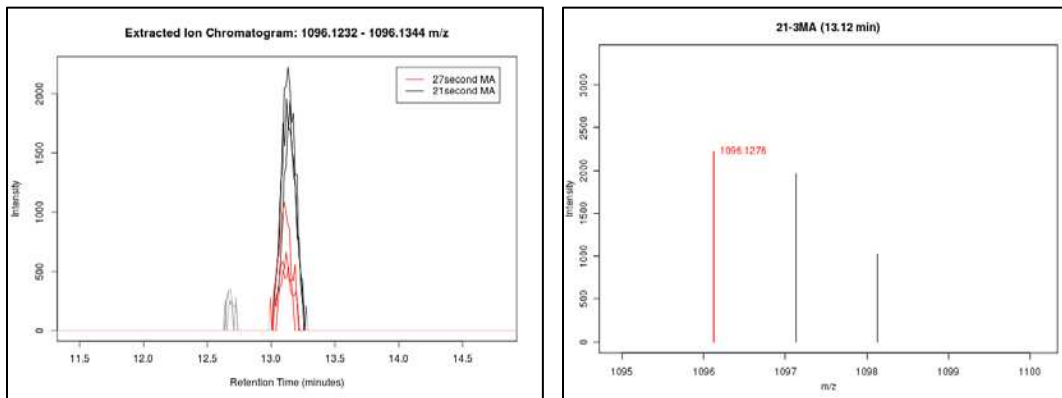 Extracted Ion Chromatogram: 1096.1232 - 1096.1344 m/z
27second MA
21second MA
Intensity
0
500
1000
1500
2000
11.5 12.0 12.5 13.0 13.5 14.0 14.5
Retention Time (minutes)
21-3MA (13.12 min)
1096.1276
Intensity
0
500
1000
1500
2000
2500
3000
1095 1096 1097 1098 1099 1100
m/z